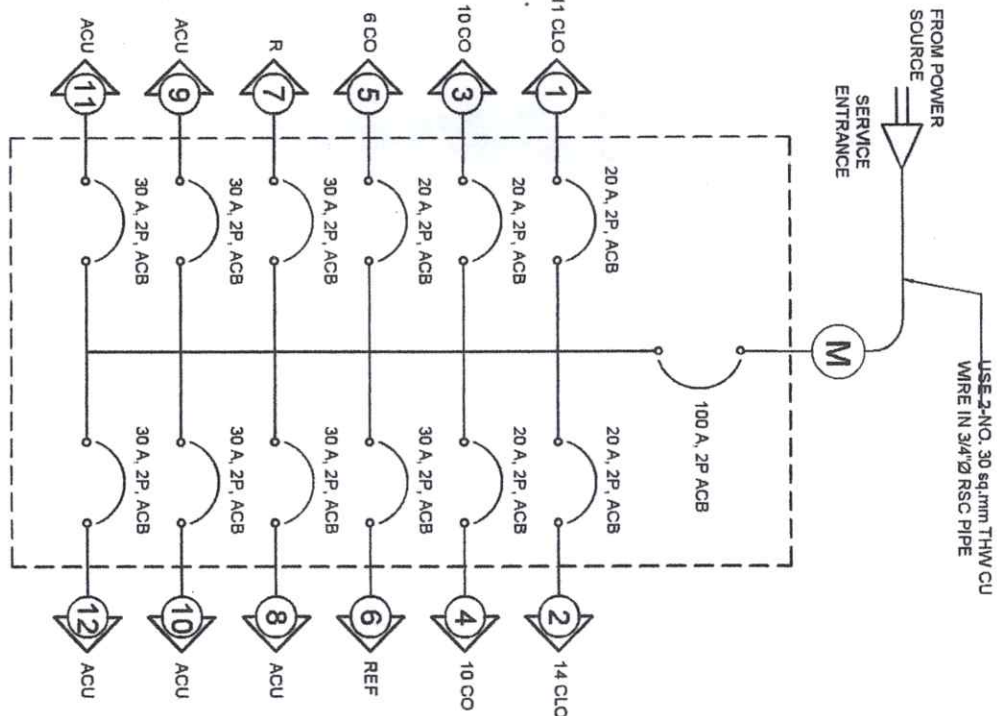 FROM POWER
SOURCE
SERVICE
ENTRANCE
USE 2-NO. 30 sq.mm THW CU
WIRE IN 3/4"Ø RSC PIPE
M
100 A, 2P ACB
11 CLO
1
20 A, 2P, ACB
20 A, 2P, ACB
2
14 CLO
10 CO
3
20 A, 2P, ACB
20 A, 2P, ACB
4
10 CO
6 CO
5
20 A, 2P, ACB
30 A, 2P, ACB
6
REF
R
7
30 A, 2P, ACB
30 A, 2P, ACB
8
ACU
ACU
9
30 A, 2P, ACB
30 A, 2P, ACB
10
ACU
ACU
11
30 A, 2P, ACB
30 A, 2P, ACB
12
ACU